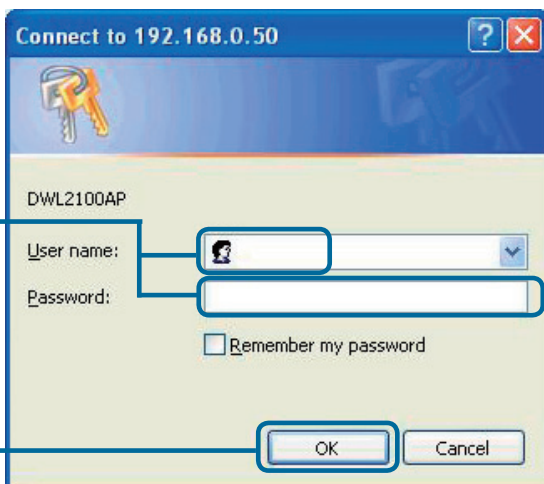 Connect to 192.168.0.50
DWL2100AP
User name:
Password:
Remember my password
OK Cancel